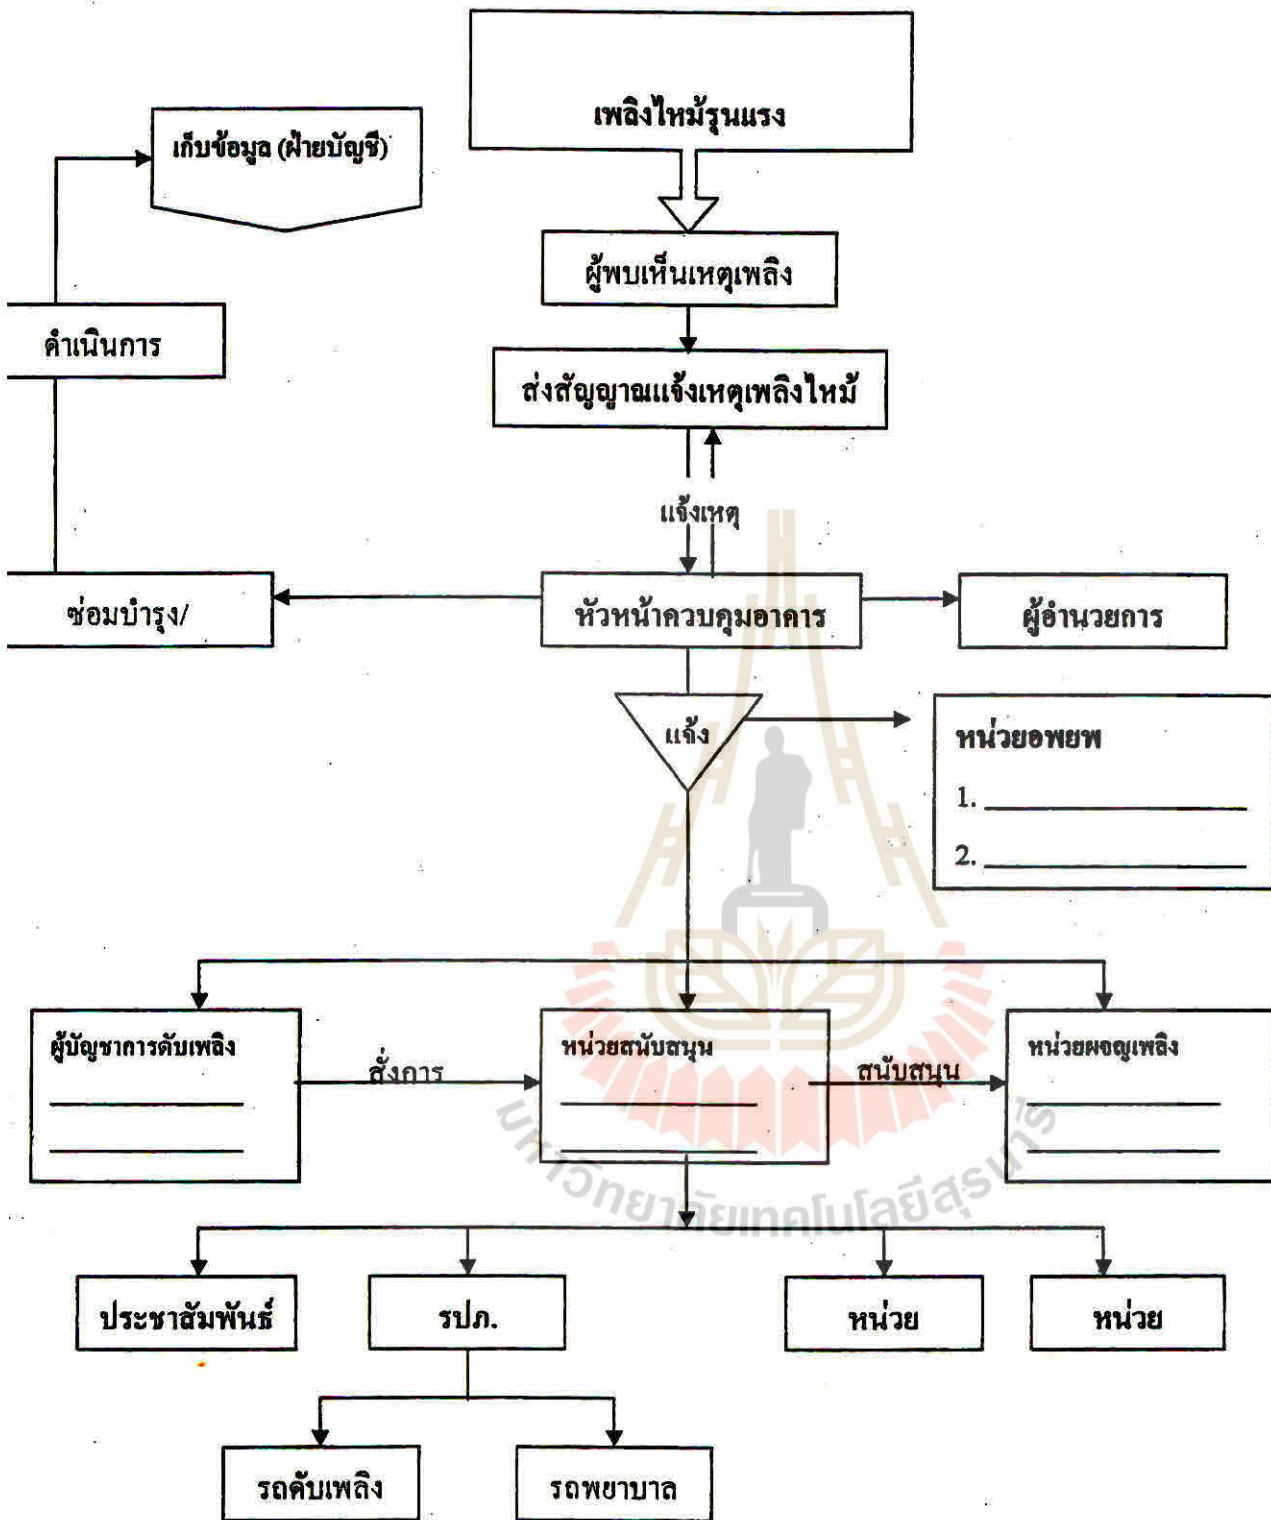 เพลิงไหม้รุนแรง
เก็บข้อมูล (ฝ่ายบัญชี)
ผู้พบเห็นเหตุเพลิง
ดำเนินการ
ส่งสัญญาณแจ้งเหตุเพลิงไหม้
แจ้งเหตุ
ซ่อมบำรุง/
หัวหน้าควบคุมอาคาร
ผู้อำนวยการ
แจ้ง
หน่วยอพยพ
1.
2.
ผู้บัญชาการดับเพลิง
สั่งการ
หน่วยสนับสนุน
สนับสนุน
หน่วยผจญเพลิง
มหาวิทยาลัยเทคโนโลยีสุรนารี
ประชาสัมพันธ์
รปภ.
หน่วย
หน่วย
รถดับเพลิง
รถพยาบาล